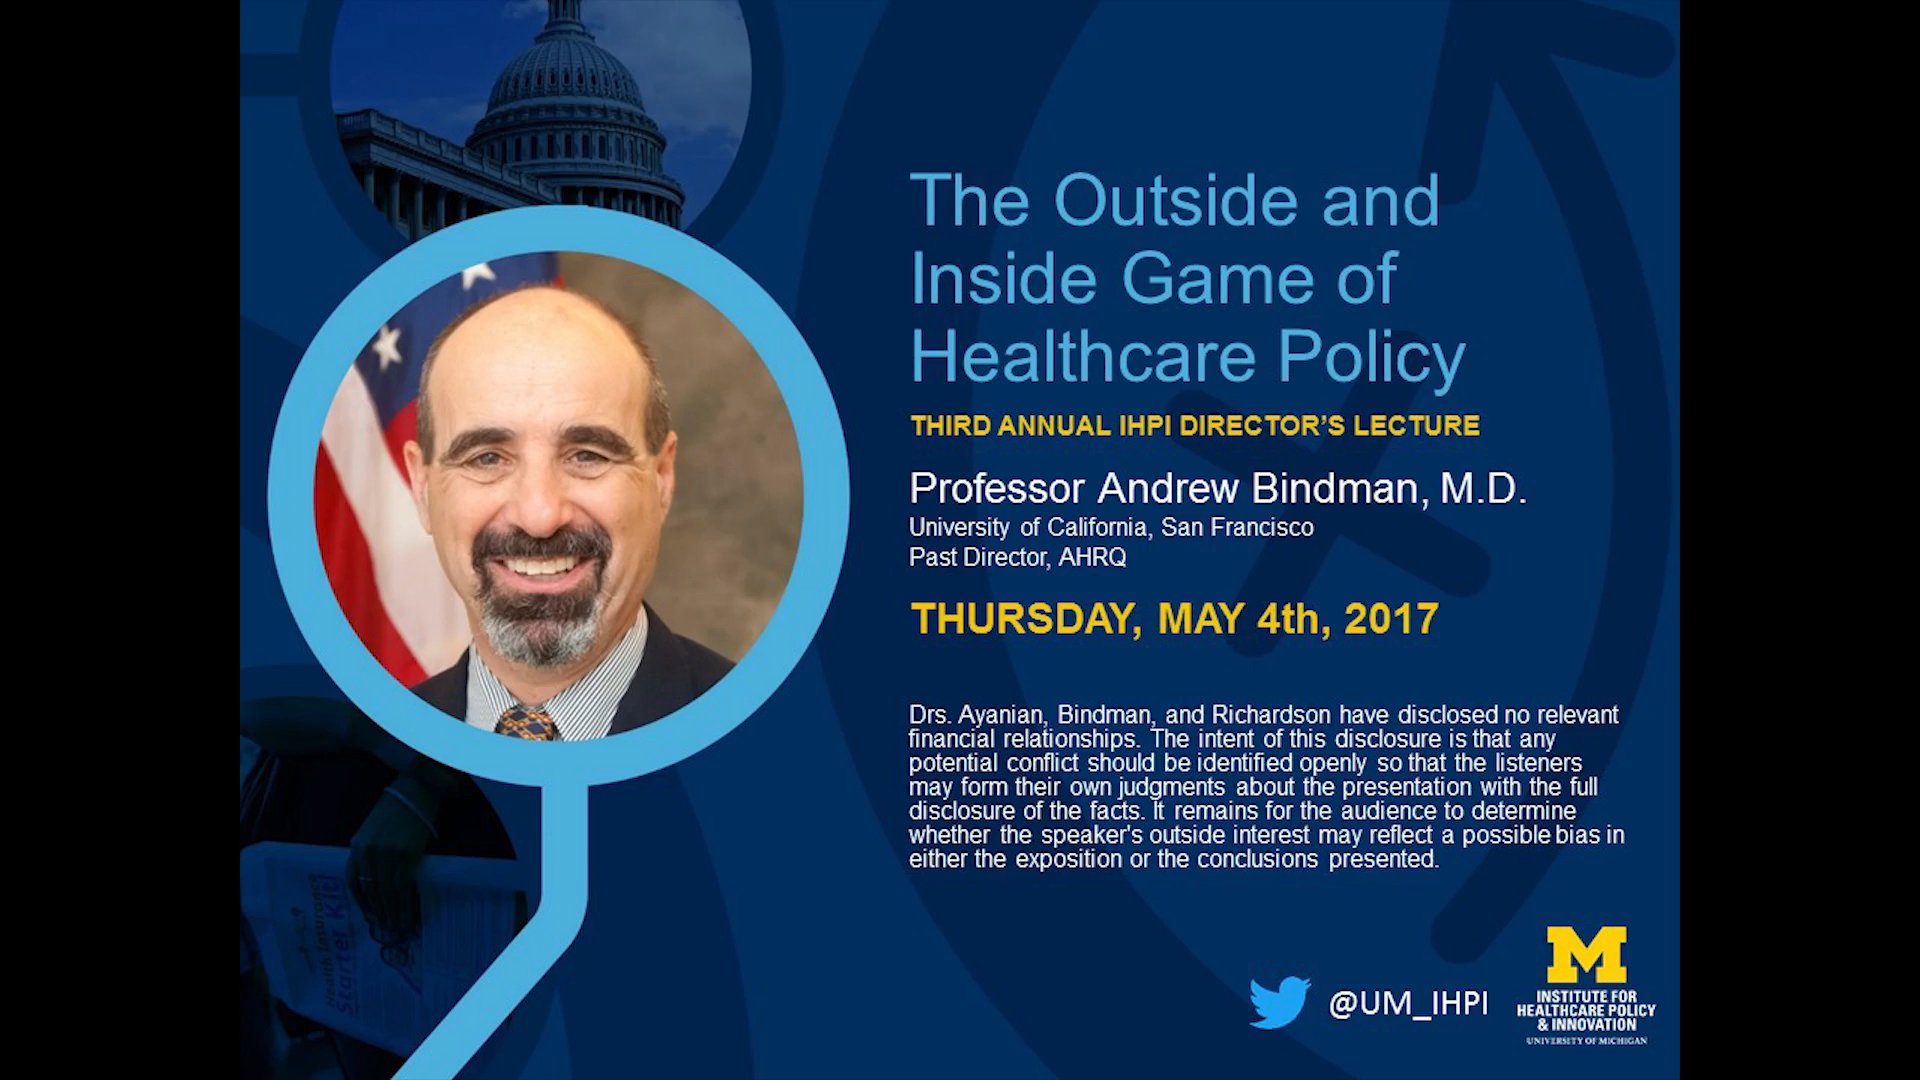 The Outside and
Inside Game of
Healthcare Policy
THIRD ANNUAL IHPI DIRECTOR'S LECTURE
Professor Andrew Bindman, M.D.
University of California, San Francisco
Past Director, AHRQ
THURSDAY, MAY 4th, 2017
Drs. Ayanian, Bindman, and Richardson have disclosed no relevant
financial relationships. The intent of this disclosure is that any
potential conflict should be identified openly so that the listeners
may form their own judgments about the presentation with the full
disclosure of the facts. It remains for the audience to determine
whether the speaker's outside interest may reflect a possible bias in
either the exposition or the conclusions presented.
Health Insurance
Starter Kit
@UM_IHPI
M
INSTITUTE FOR
HEALTHCARE POLICY
& INNOVATION
UNIVERSITY OF MICHIGAN